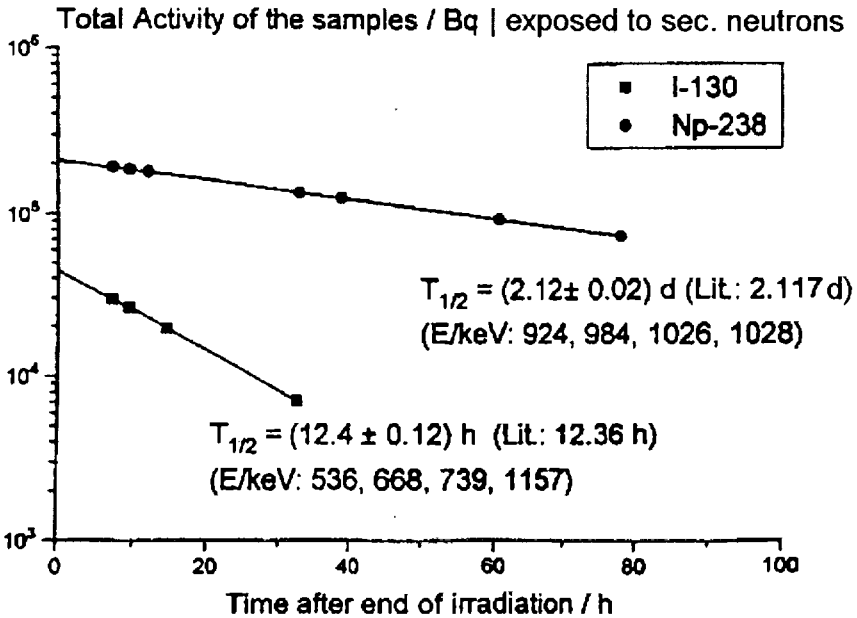 Total Activity of the samples / Bq | exposed to sec. neutrons
10⁶
I-130
Np-238
10⁵
T1/2 = (2.12± 0.02) d (Lit.: 2.117d)
(E/keV: 924, 984, 1026, 1028)
10⁴
T1/2 = (12.4 ± 0.12) h (Lit.: 12.36 h)
(E/keV: 536, 668, 739, 1157)
10³
0 20 40 60 80 100
Time after end of irradiation / h